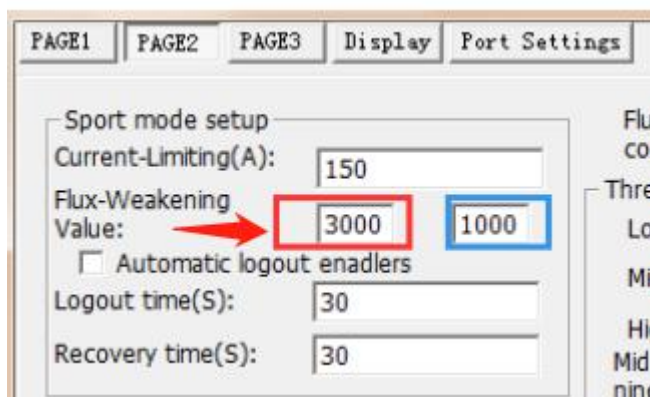 PAGE1 PAGE2 PAGE3 Display Port Settings
Sport mode setup
Current-Limiting(A): 150
Flux-Weakening
Value: 3000 1000
Automatic logout enadlers
Logout time(S): 30
Recovery time(S): 30